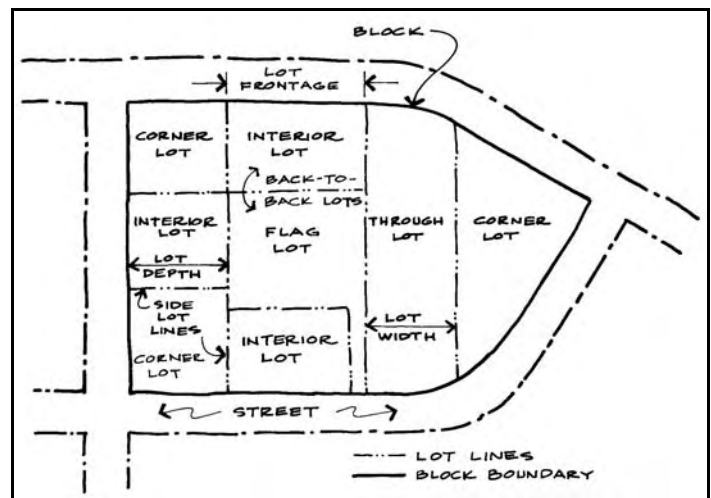 BLOCK
LOT
FRONTAGE
CORNER
LOT
INTERIOR
LOT
BACK-TO-
BACK LOTS
INTERIOR
LOT
FLAG
LOT
THROUGH
LOT
CORNER
LOT
LOT
DEPTH
SIDE
LOT
LINES
CORNER
LOT
INTERIOR
LOT
LOT
WIDTH
STREET
LOT LINES
BLOCK BOUNDARY